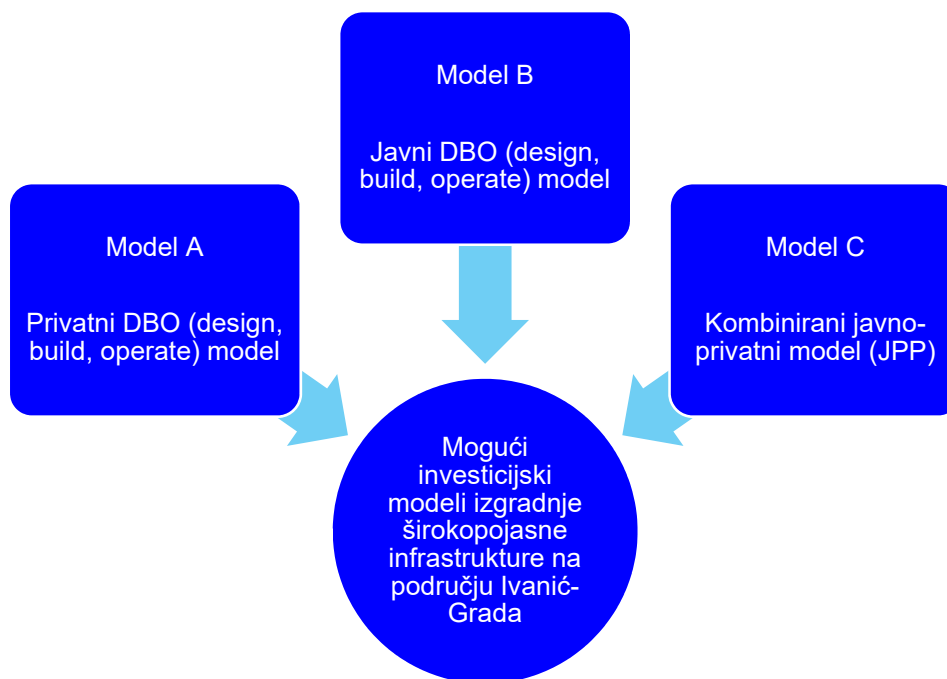 Model A
Privatni DBO (design,
build, operate) model
Model B
Javni DBO (design,
build, operate) model
Model C
Kombinirani javno-
privatni model (JPP)
Mogući
investicijski
modeli izgradnje
širokopojasne
infrastrukture na
području Ivanić-
Grada